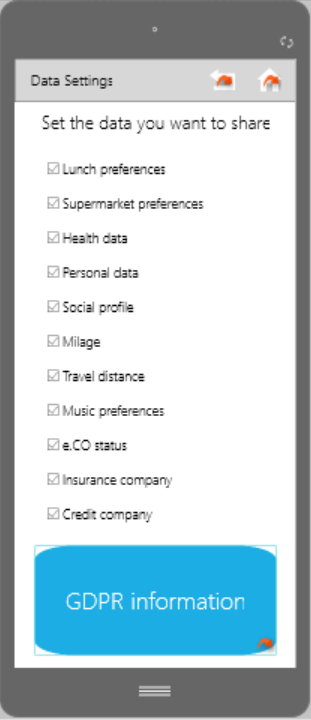 Data Settings
Set the data you want to share
Lunch preferences
Supermarket preferences
Health data
Personal data
Social profile
Milage
Travel distance
Music preferences
e.CO status
Insurance company
Credit company
GDPR information